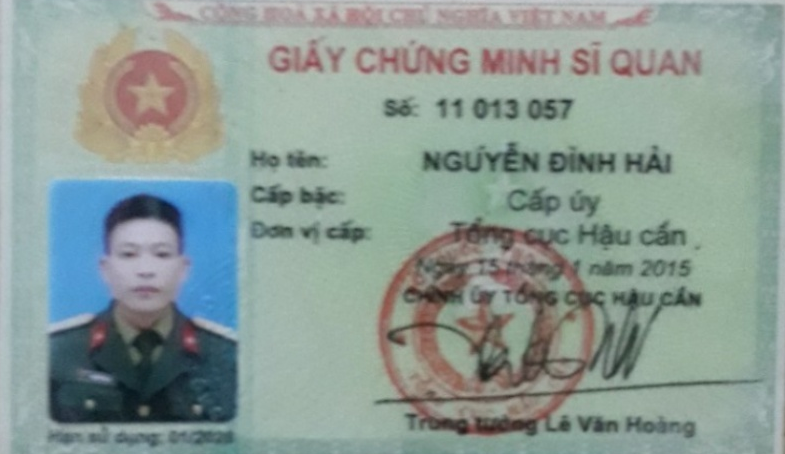 CỘNG HOÀ XÃ HỘI CHỦ NGHĨA VIỆT NAM
GIẤY CHỨNG MINH SĨ QUAN
Số: 11 013 057
Họ tên: NGUYỄN ĐÌNH HẢI
Cấp bậc: Cấp úy
Đơn vị cấp: Tổng cục Hậu cần
Ngày 15 tháng 1 năm 2015
CHÍNH ỦY TỔNG CỤC HẬU CẦN
Trung tướng Lê Văn Hoàng
Hạn sử dụng: